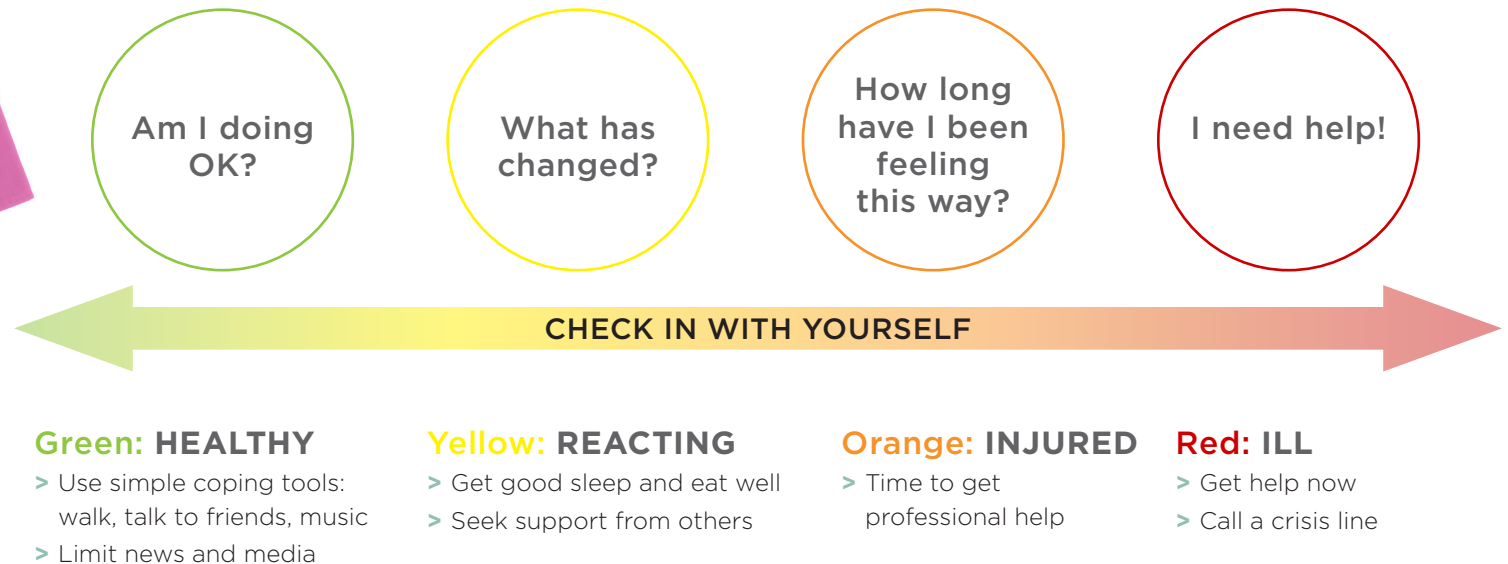 Am I doing
OK?
What has
changed?
How long
have I been
feeling
this way?
I need help!
CHECK IN WITH YOURSELF
Green: HEALTHY
> Use simple coping tools:
walk, talk to friends, music
> Limit news and media
Yellow: REACTING
> Get good sleep and eat well
> Seek support from others
Orange: INJURED
> Time to get
professional help
Red: ILL
> Get help now
> Call a crisis line